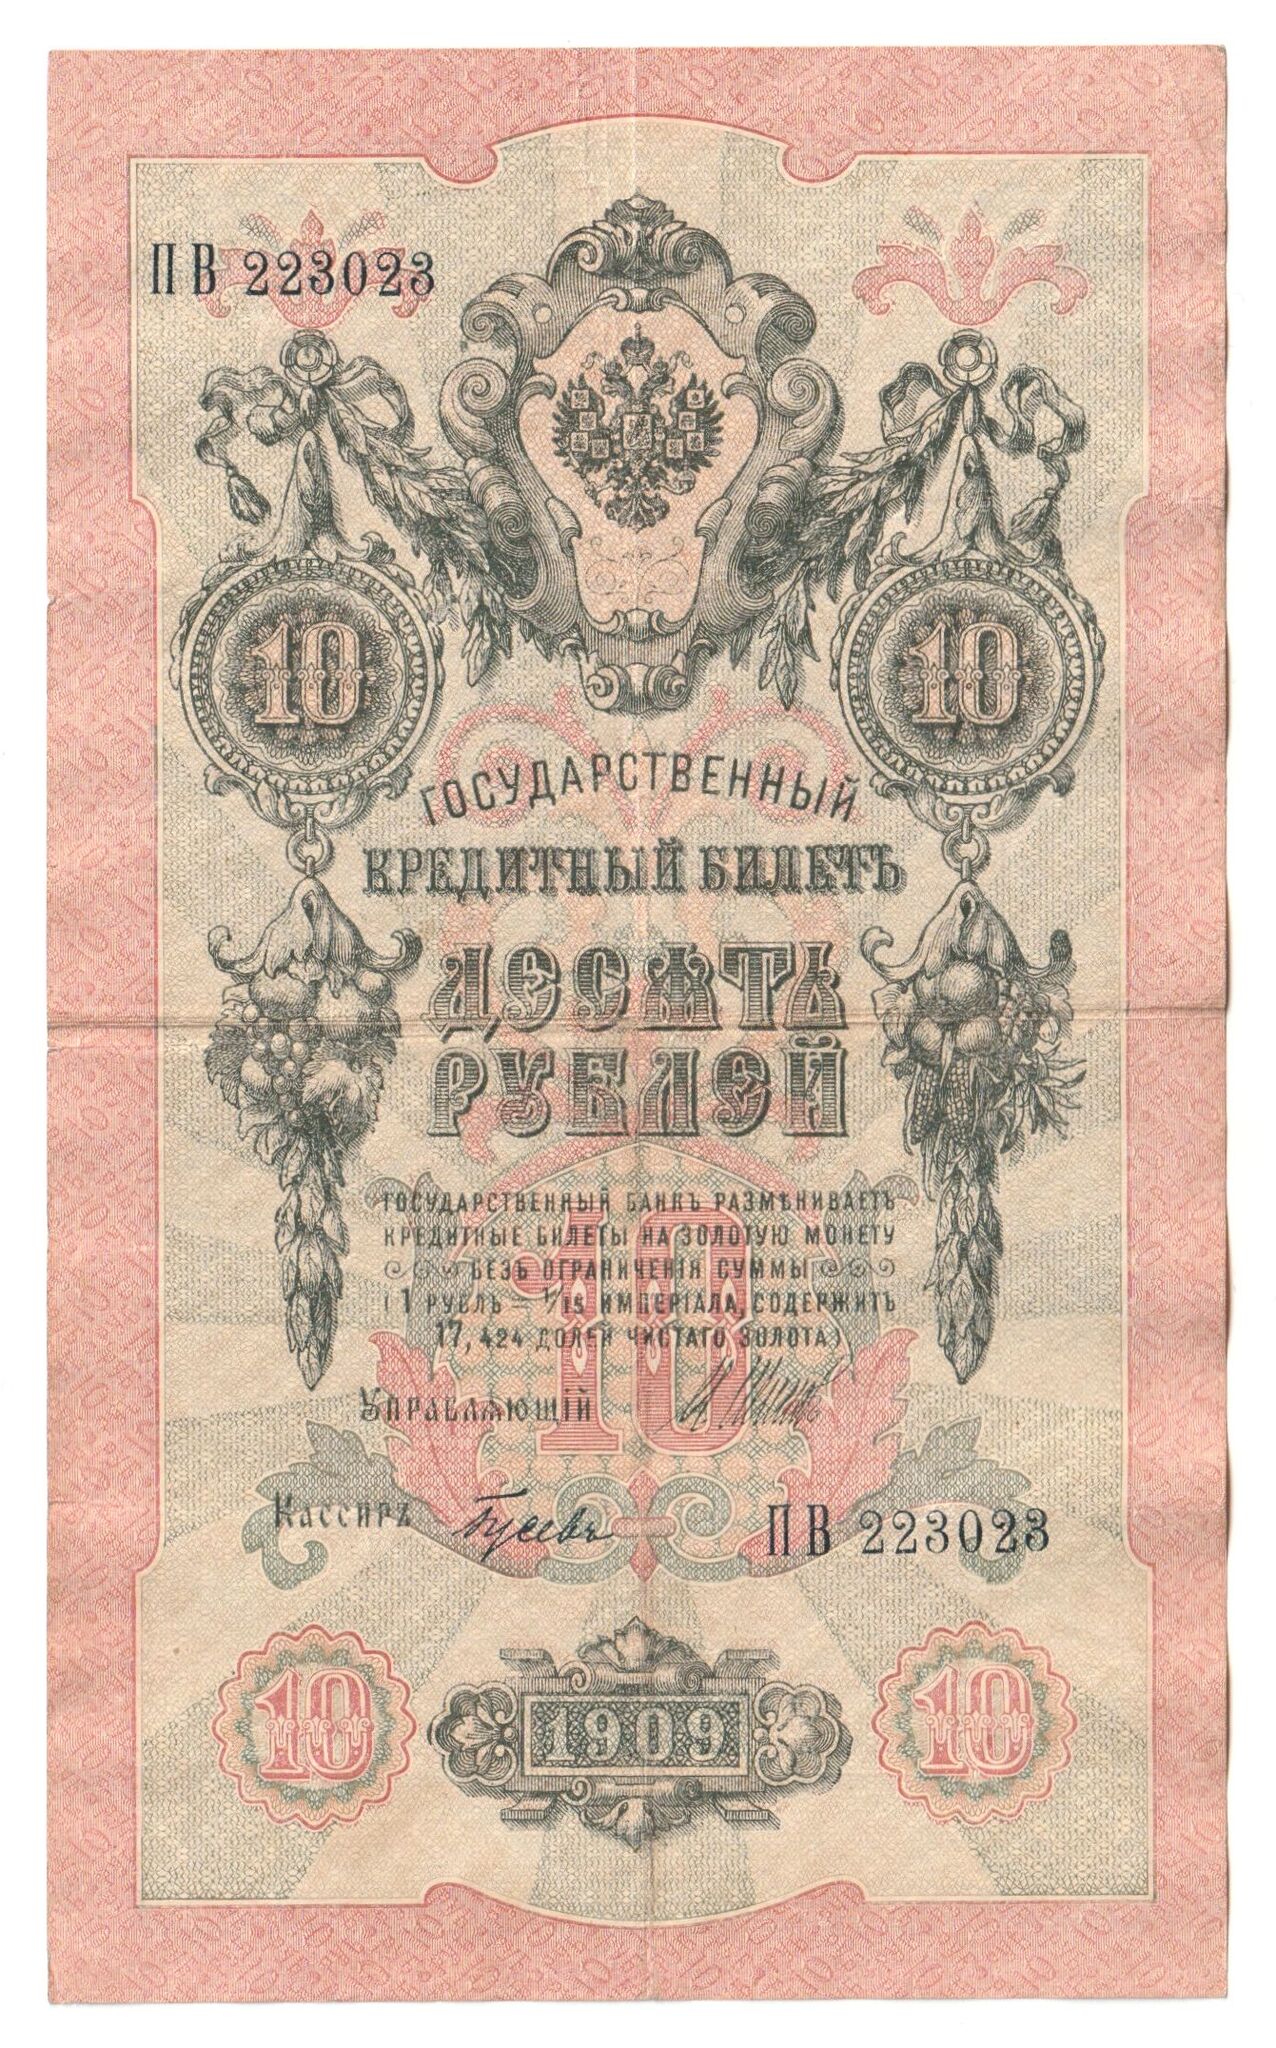 ПВ 223023
10
10
ГОСУДАРСТВЕННЫЙ
КРЕДИТНЫЙ БИЛЕТЪ
ДЕСЯТЬ
РУБЛЕЙ
ГОСУДАРСТВЕННЫЙ БАНКЪ РАЗМѢНИВАЕТЪ
КРЕДИТНЫЕ БИЛЕТЫ НА ЗОЛОТУЮ МОНЕТУ
БЕЗЪ ОГРАНИЧЕНІЯ СУММЫ
(1 РУБЛЬ = 1/15 ИМПЕРІАЛА, СОДЕРЖИТЪ
17,424 ДОЛЕЙ ЧИСТАГО ЗОЛОТА)
10
Управляющій
Кассиръ
Гусевъ
ПВ 223023
10
1909
10